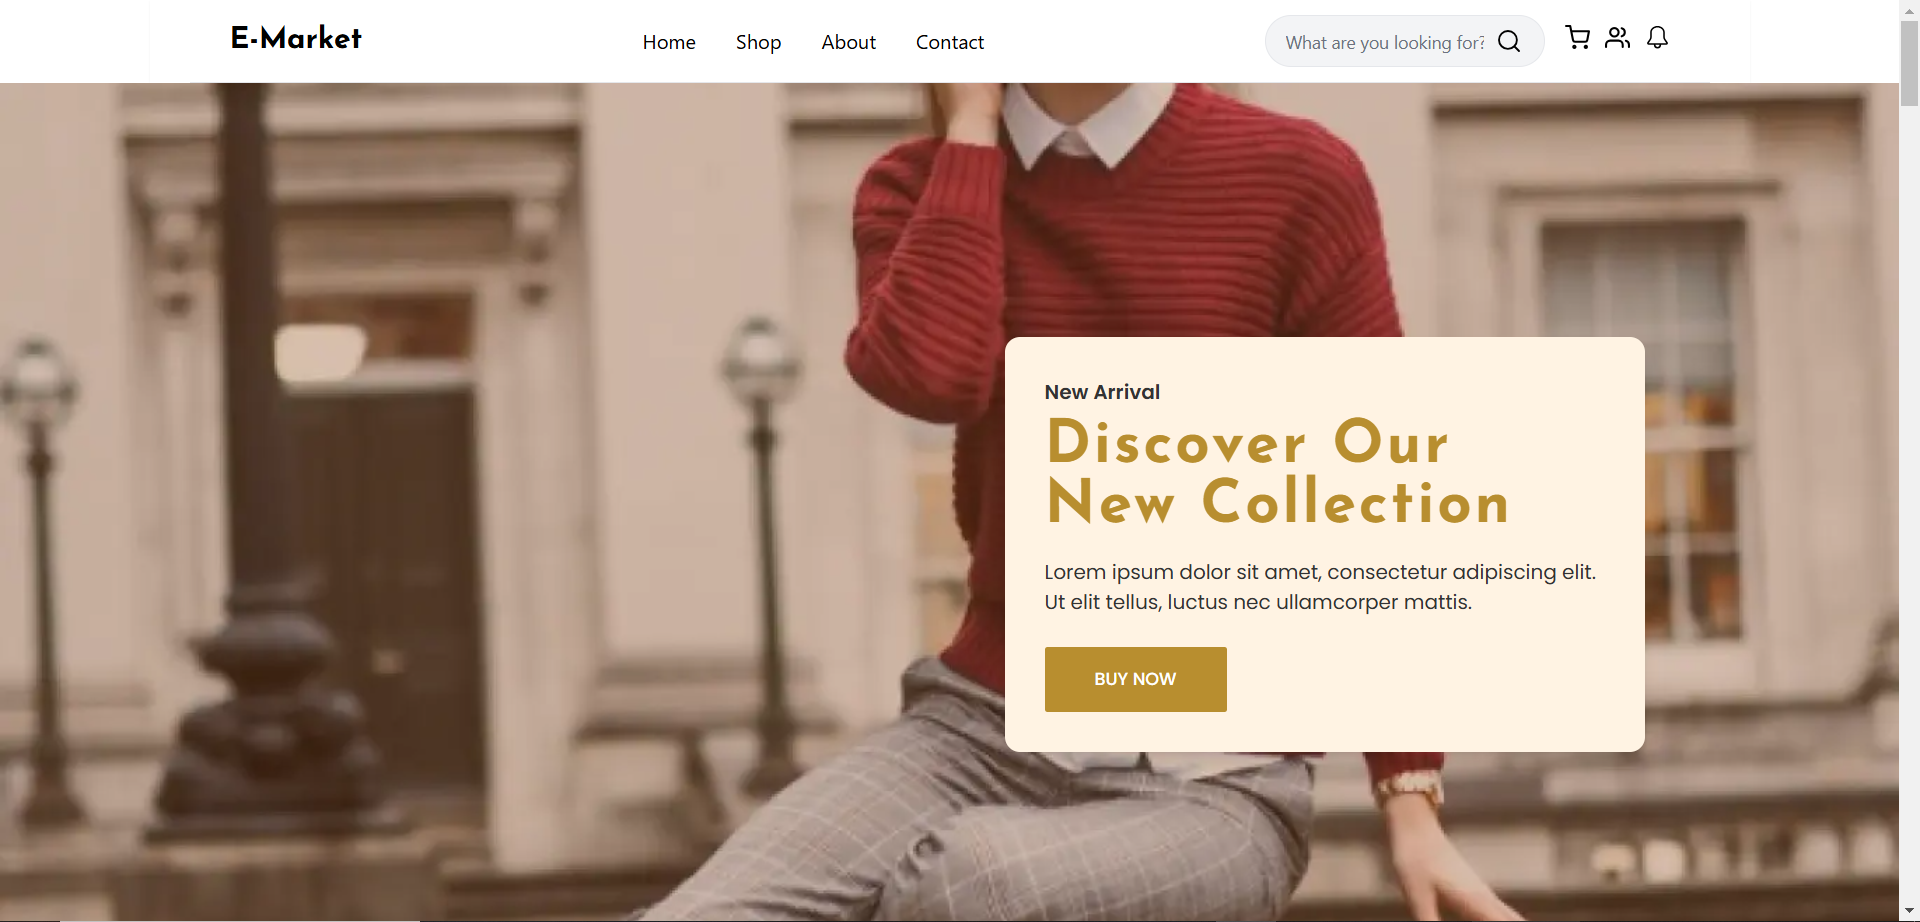 E-Market
Home
Shop
About
Contact
What are you looking for?
New Arrival
Discover Our
New Collection
Lorem ipsum dolor sit amet, consectetur adipiscing elit.
Ut elit tellus, luctus nec ullamcorper mattis.
BUY NOW